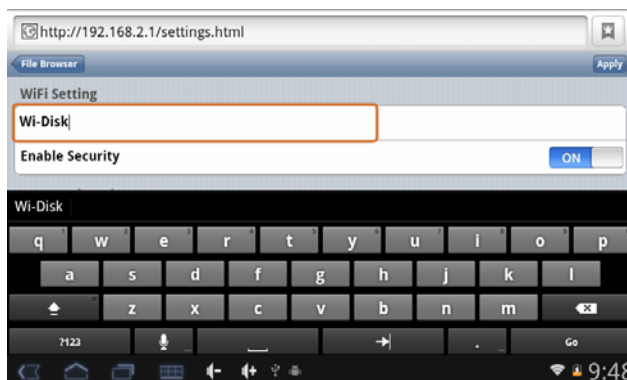 http://192.168.2.1/settings.html
File Browser
Apply
WiFi Setting
Wi-Disk
Enable Security
ON
Wi-Disk
q w e r t y u i o p
a s d f g h j k l
z x c v b n m
?123 . Go
9:48